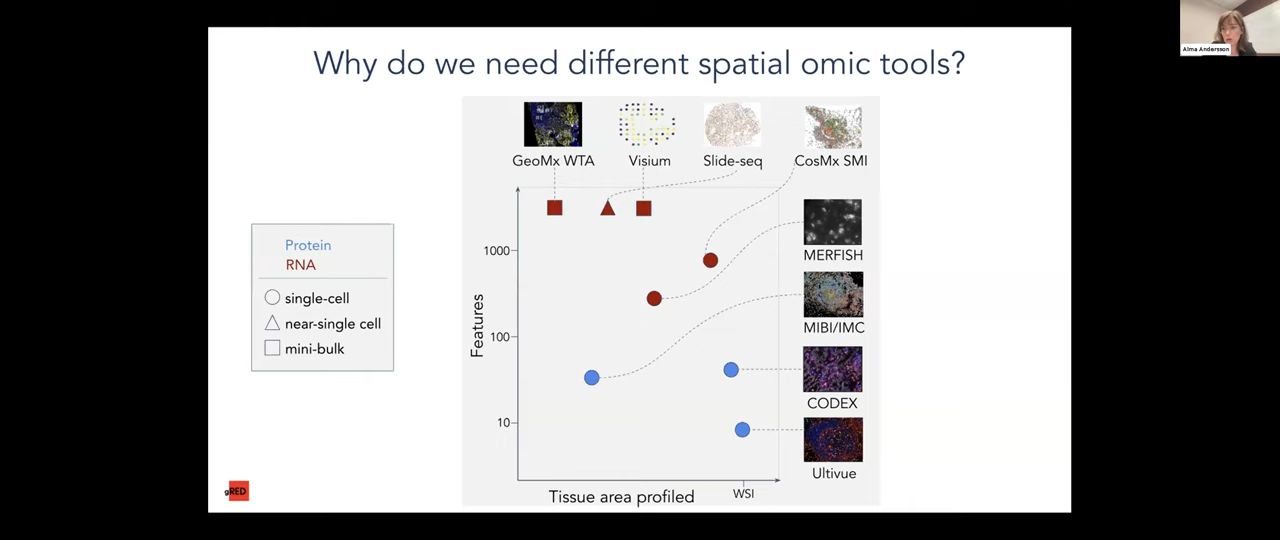 Alma Andersson
Why do we need different spatial omic tools?
GeoMx WTA
Visium
Slide-seq
CosMx SMI
Protein
RNA
single-cell
near-single cell
mini-bulk
Features
1000
100
10
MERFISH
MIBI/IMC
CODEX
Ultivue
Tissue area profiled
WSI
gRED